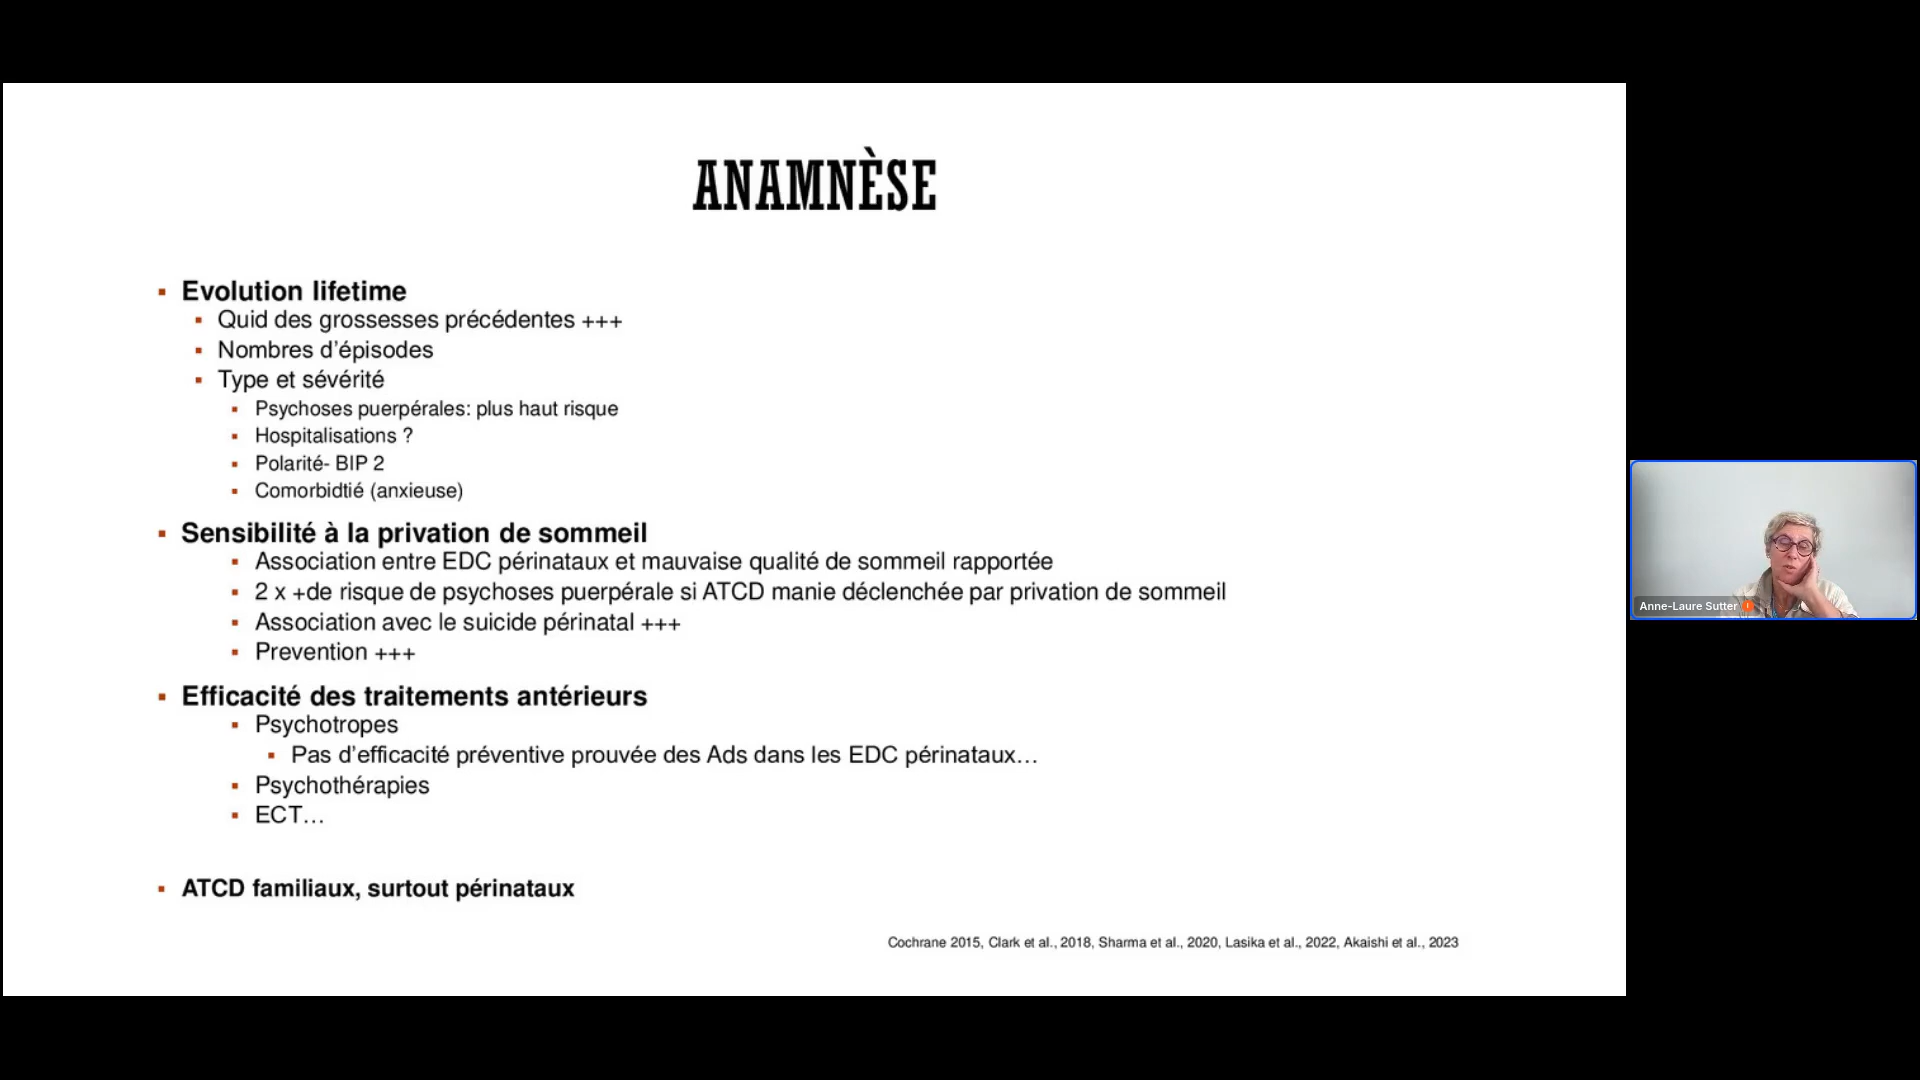 ANAMNÈSE
Evolution lifetime
Quid des grossesses précédentes +++
Nombres d'épisodes
Type et sévérité
Psychoses puerpérales: plus haut risque
Hospitalisations ?
Polarité- BIP 2
Comorbidtié (anxieuse)
Sensibilité à la privation de sommeil
Association entre EDC périnataux et mauvaise qualité de sommeil rapportée
2 x +de risque de psychoses puerpérale si ATCD manie déclenchée par privation de sommeil
Association avec le suicide périnatal +++
Prevention +++
Efficacité des traitements antérieurs
Psychotropes
Pas d'efficacité préventive prouvée des Ads dans les EDC périnataux…
Psychothérapies
ECT…
ATCD familiaux, surtout périnataux
Cochrane 2015, Clark et al., 2018, Sharma et al., 2020, Lasika et al., 2022, Akaishi et al., 2023
Anne-Laure Sutter